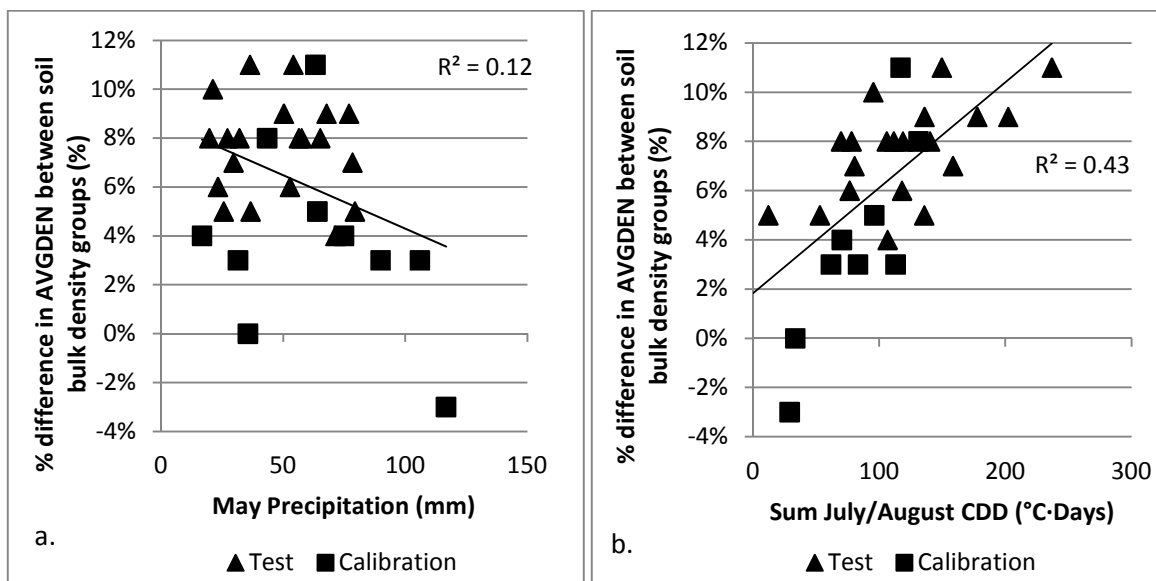 % difference in AVGDEN between soil
bulk density groups (%)
12%
10%
8%
6%
4%
2%
0%
-2%
-4%
R² = 0.12
0
50
100
150
May Precipitation (mm)
a.
Test
Calibration
% difference in AVGDEN between soil
bulk density groups (%)
12%
10%
8%
6%
4%
2%
0%
-2%
-4%
R² = 0.43
0
100
200
300
Sum July/August CDD (°C·Days)
b.
Test
Calibration